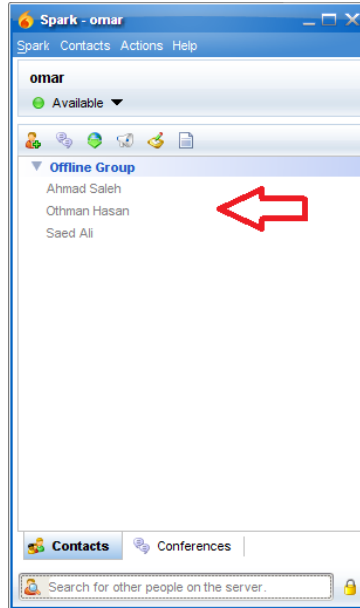 Spark - omar
Spark Contacts Actions Help
omar
Available
Offline Group
Ahmad Saleh
Othman Hasan
Saed Ali
Contacts Conferences
Search for other people on the server.